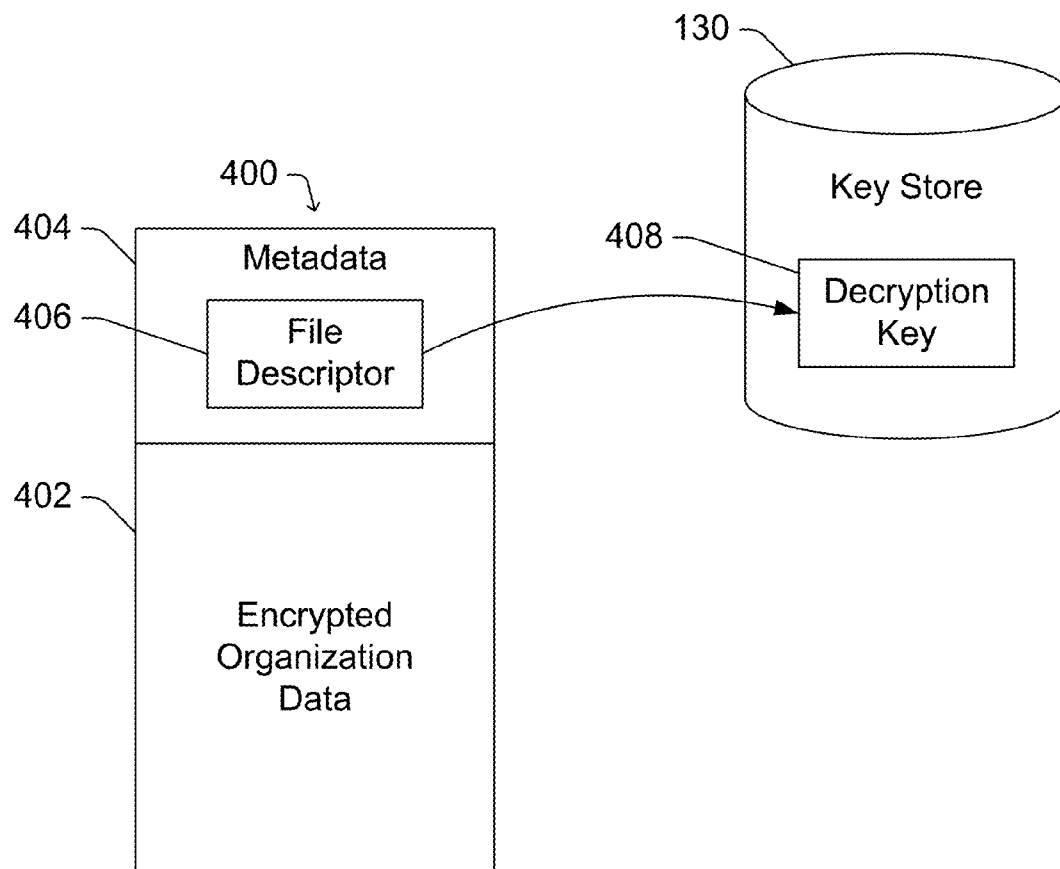 130
Key Store
400
404
Metadata
408
Decryption
Key
406
File
Descriptor
402
Encrypted
Organization
Data